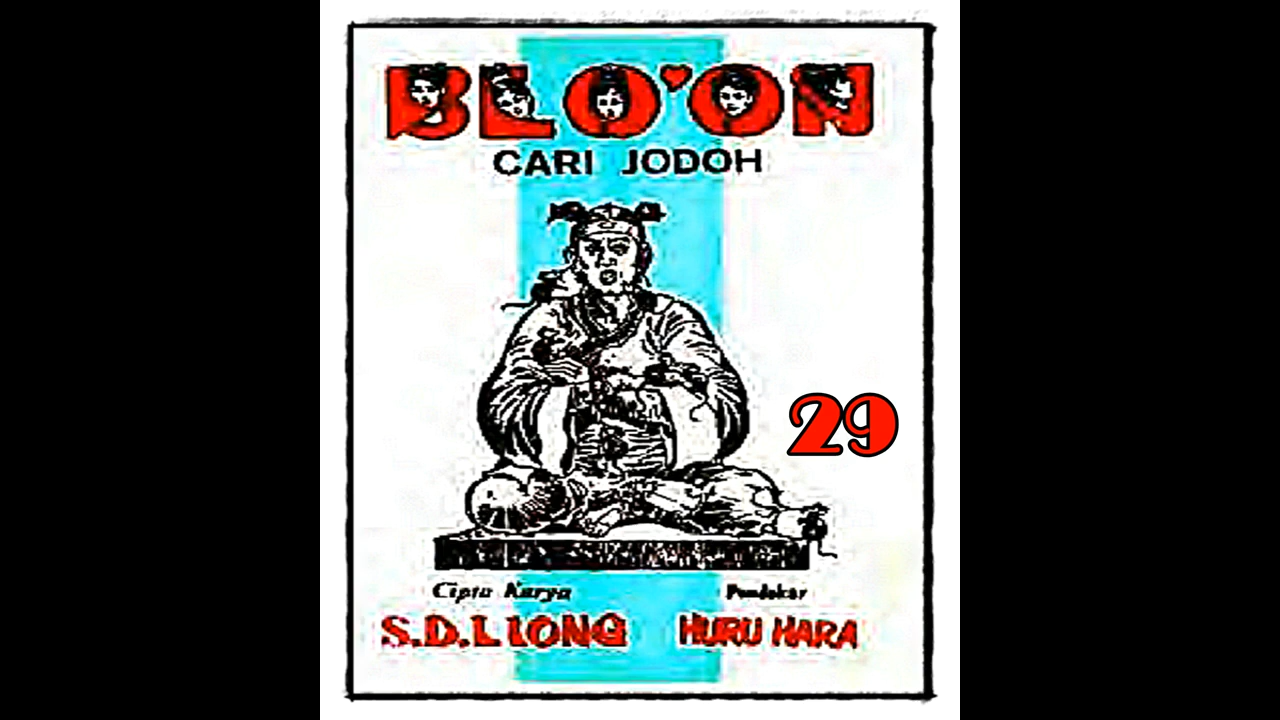 BLO'ON
CARI JODOH
29
Cipta Karya
Pendekar
S.D. LIONG
HURU HARA